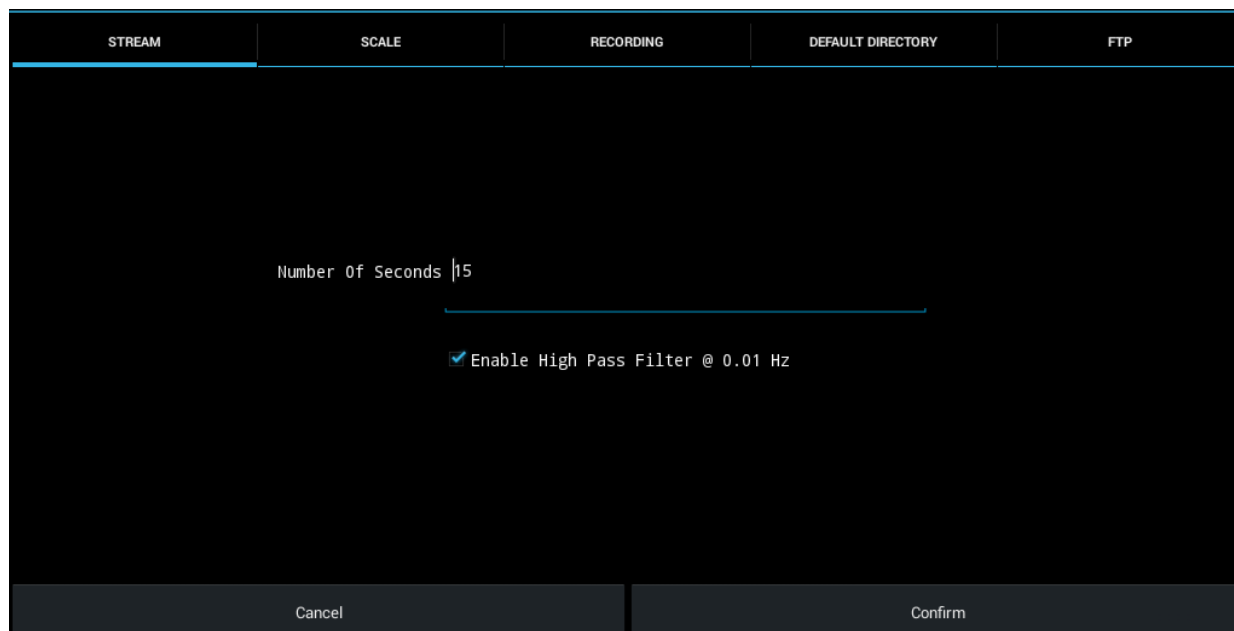 STREAM SCALE RECORDING DEFAULT DIRECTORY FTP
Number Of Seconds 15
Enable High Pass Filter @ 0.01 Hz
Cancel Confirm